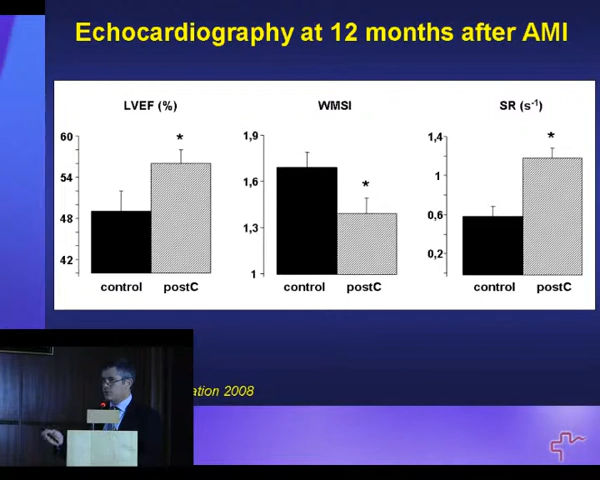 Echocardiography at 12 months after AMI
LVEF (%)
WMSI
SR (s-1)
60
54
48
42
*
control
postC
1,9
1,6
1,3
1
*
control
postC
1,4
1
0,6
0,2
*
control
postC
2008